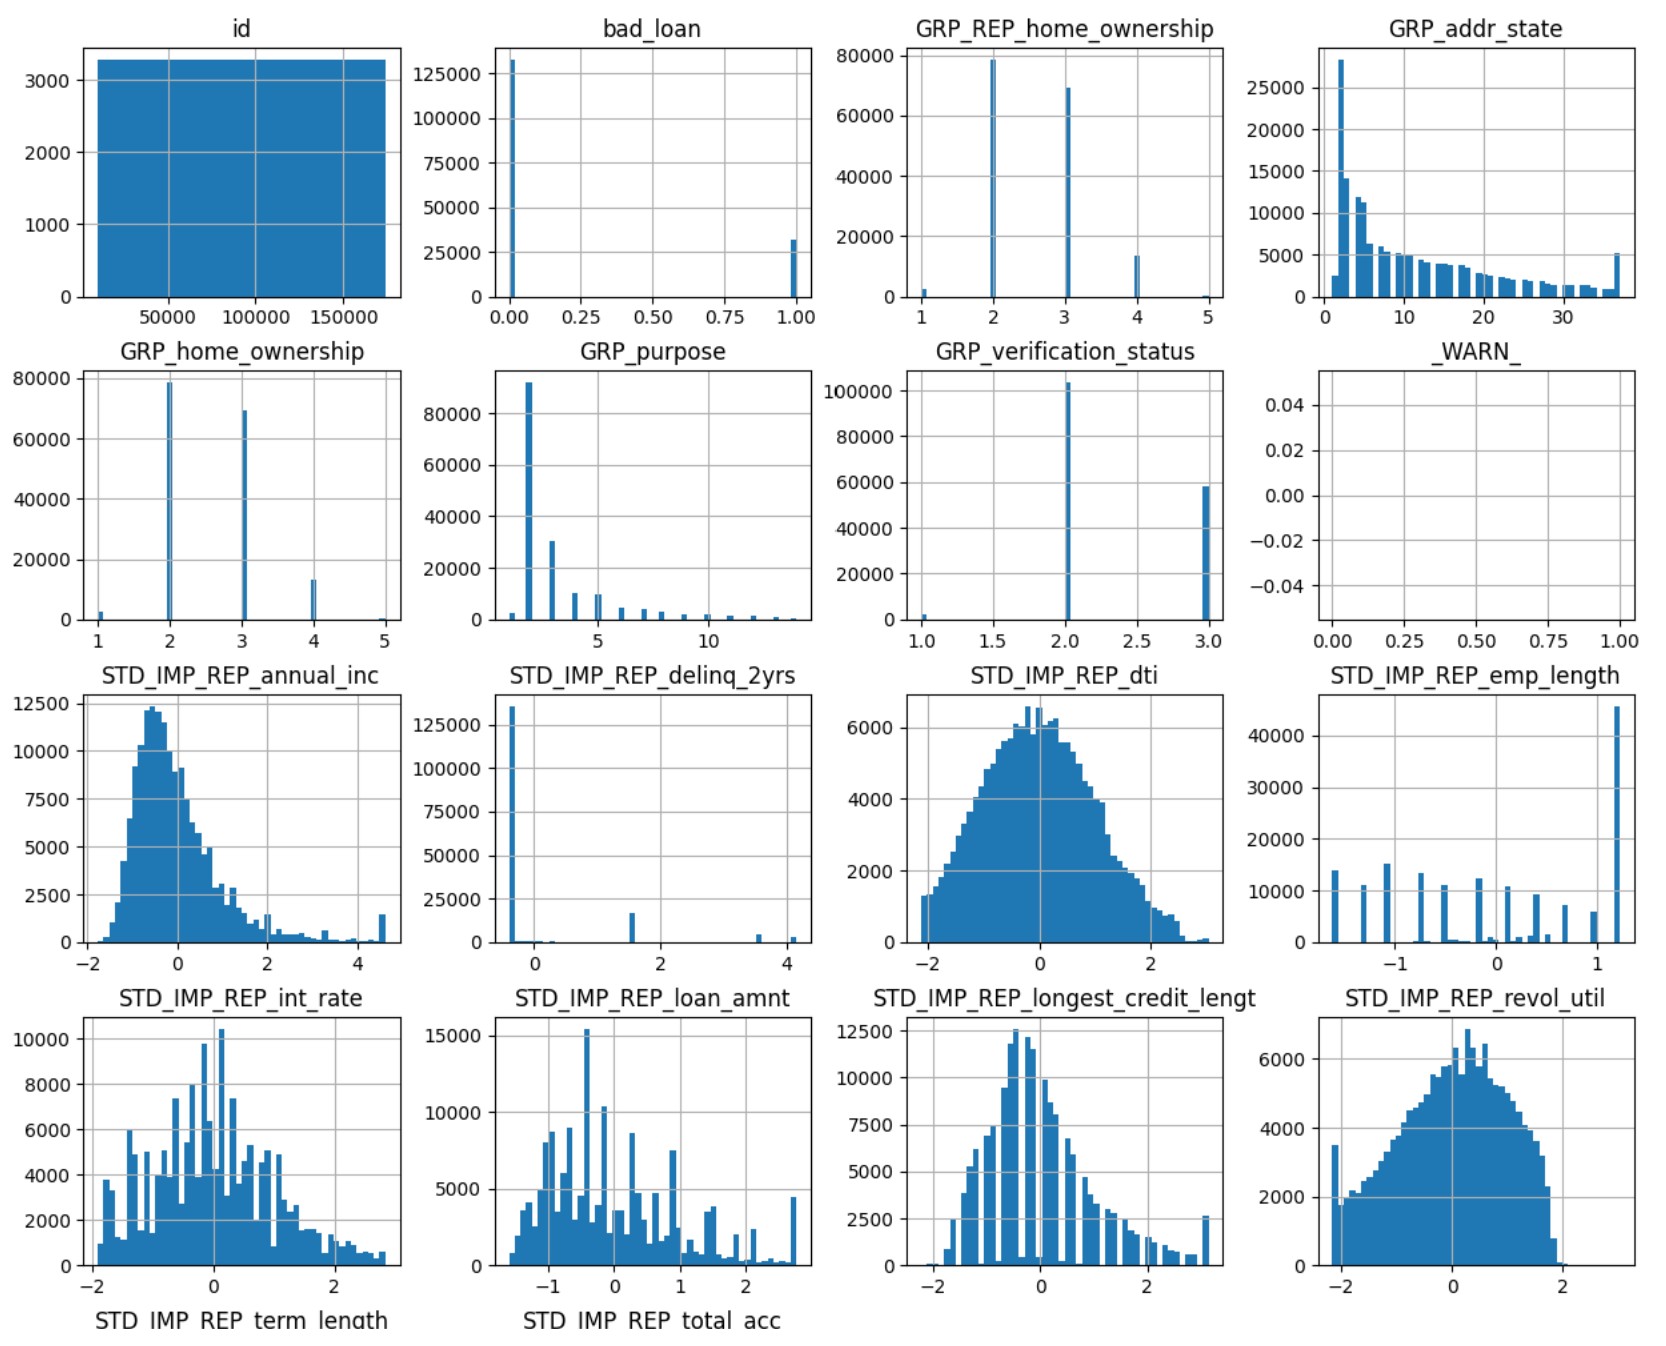 id
3000
2000
1000
0
50000 100000 150000
bad_loan
125000
100000
75000
50000
25000
0
0.00 0.25 0.50 0.75 1.00
GRP_REP_home_ownership
80000
60000
40000
20000
0
1 2 3 4 5
GRP_addr_state
25000
20000
15000
10000
5000
0
0 10 20 30
GRP_home_ownership
80000
60000
40000
20000
0
1 2 3 4 5
GRP_purpose
80000
60000
40000
20000
0
5 10
GRP_verification_status
100000
80000
60000
40000
20000
0
1.0 1.5 2.0 2.5 3.0
_WARN_
0.04
0.02
0.00
−0.02
−0.04
0.00 0.25 0.50 0.75 1.00
STD_IMP_REP_annual_inc
12500
10000
7500
5000
2500
0
−2 0 2 4
STD_IMP_REP_delinq_2yrs
125000
100000
75000
50000
25000
0
0 2 4
STD_IMP_REP_dti
6000
4000
2000
0
−2 0 2
STD_IMP_REP_emp_length
40000
30000
20000
10000
0
−1 0 1
STD_IMP_REP_int_rate
10000
8000
6000
4000
2000
0
−2 0 2
STD_IMP_REP_loan_amnt
15000
10000
5000
0
−1 0 1 2
STD_IMP_REP_longest_credit_lengt
12500
10000
7500
5000
2500
0
−2 0 2
STD_IMP_REP_revol_util
6000
4000
2000
0
−2 0 2
STD_IMP_REP_term_length
STD_IMP_REP_total_acc